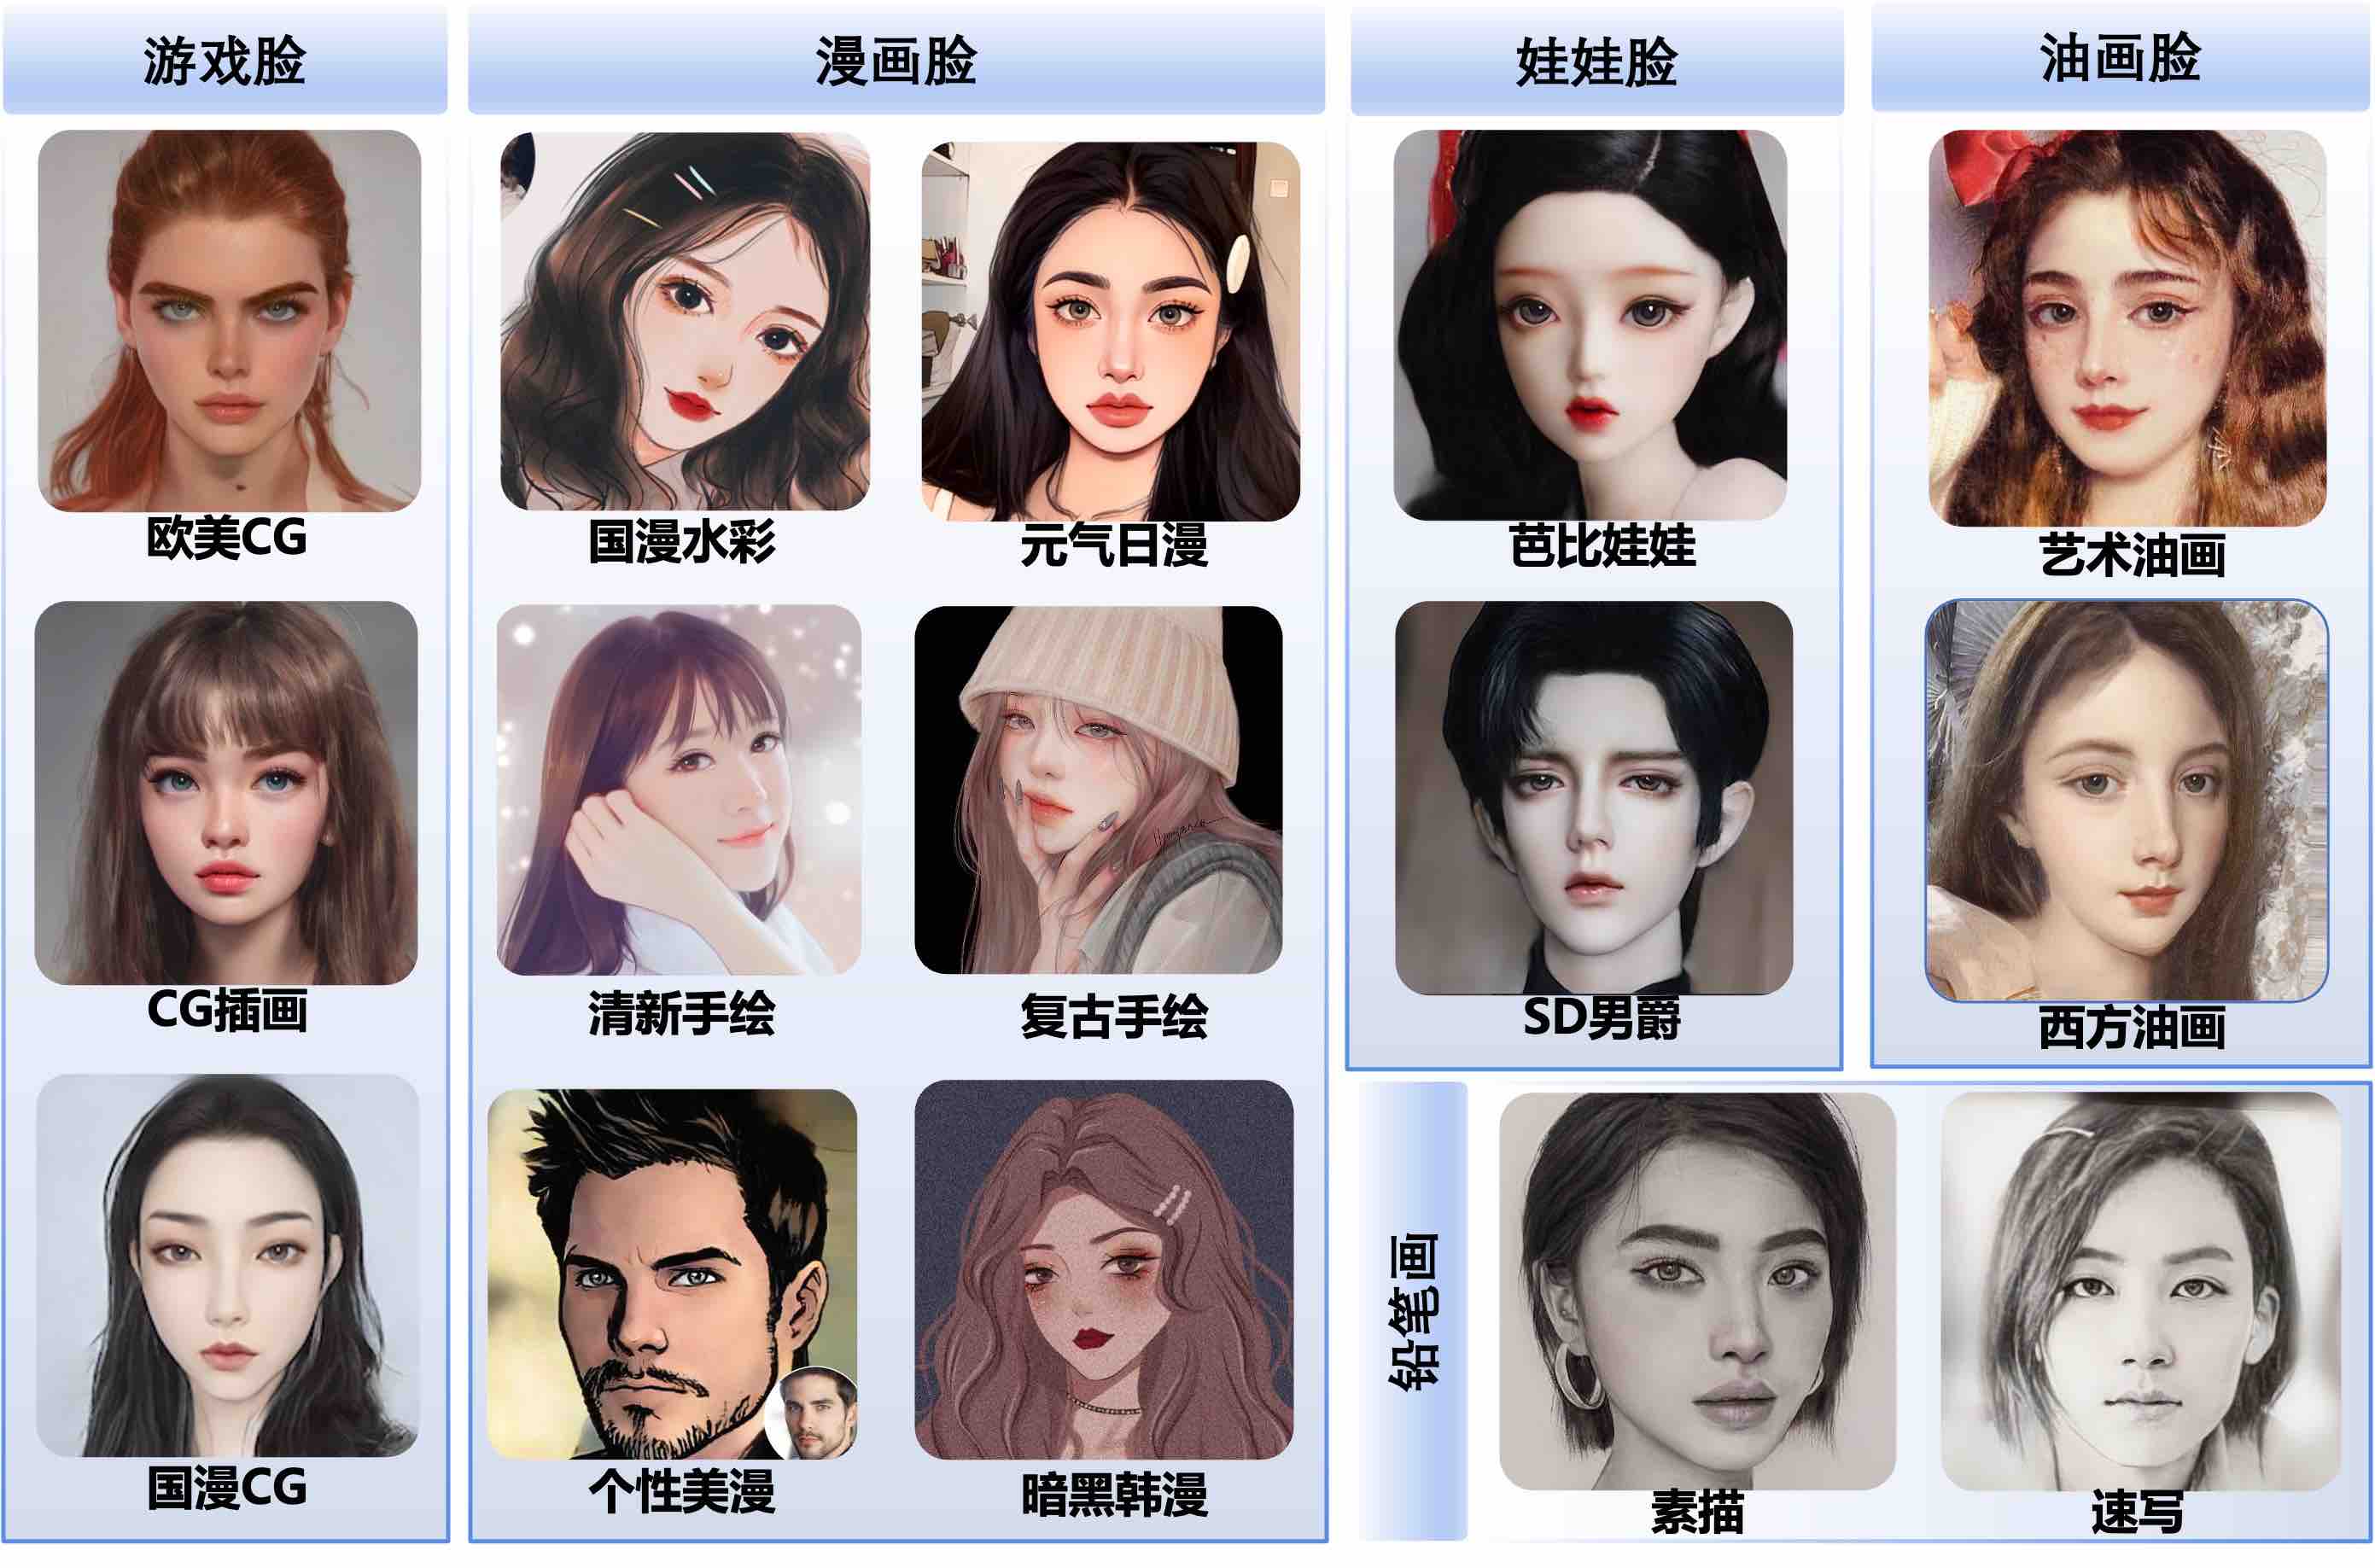 游戏脸
漫画脸
娃娃脸
油画脸
欧美CG
国漫水彩
元气日漫
芭比娃娃
艺术油画
CG插画
清新手绘
复古手绘
SD男爵
西方油画
国漫CG
个性美漫
暗黑韩漫
铅笔画
素描
速写